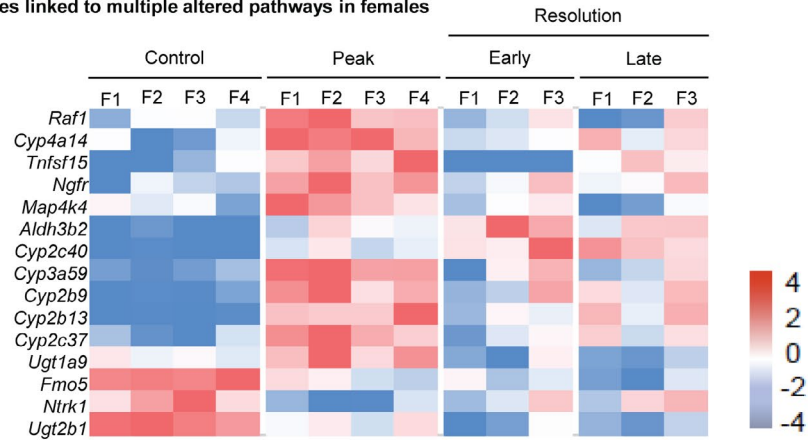 es linked to multiple altered pathways in females
Resolution
Control Peak Early Late
F1 F2 F3 F4 F1 F2 F3 F4 F1 F2 F3 F1 F2 F3
Raf1
Cyp4a14
Tnfsf15
Ngfr
Map4k4
Aldh3b2
Cyp2c40
Cyp3a59
Cyp2b9
Cyp2b13
Cyp2c37
Ugt1a9
Fmo5
Ntrk1
Ugt2b1
4
2
0
-2
-4